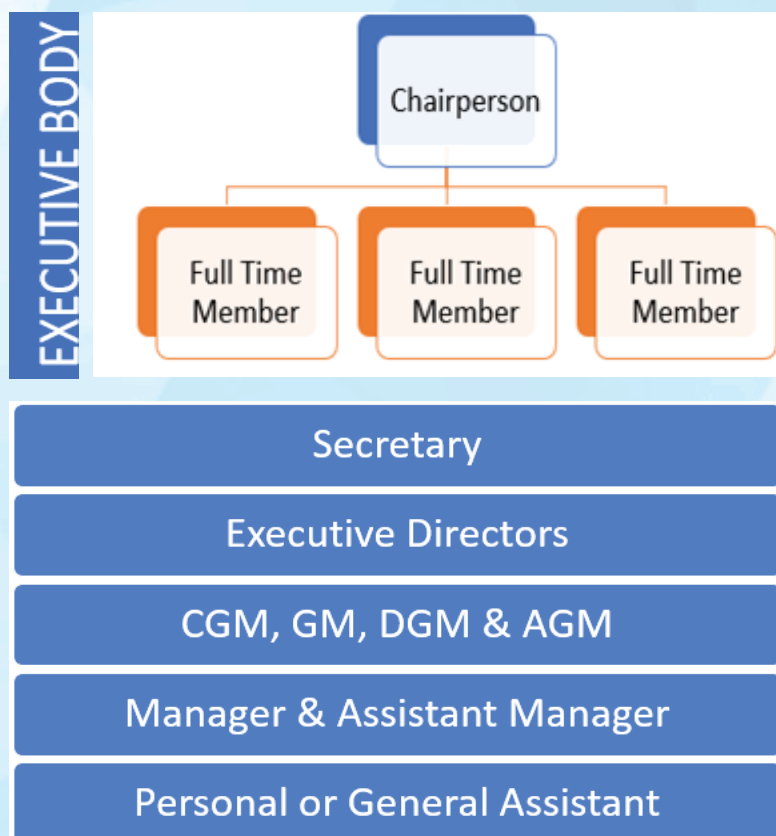 EXECUTIVE BODY
Chairperson
Full Time
Member
Full Time
Member
Full Time
Member
Secretary
Executive Directors
CGM, GM, DGM & AGM
Manager & Assistant Manager
Personal or General Assistant